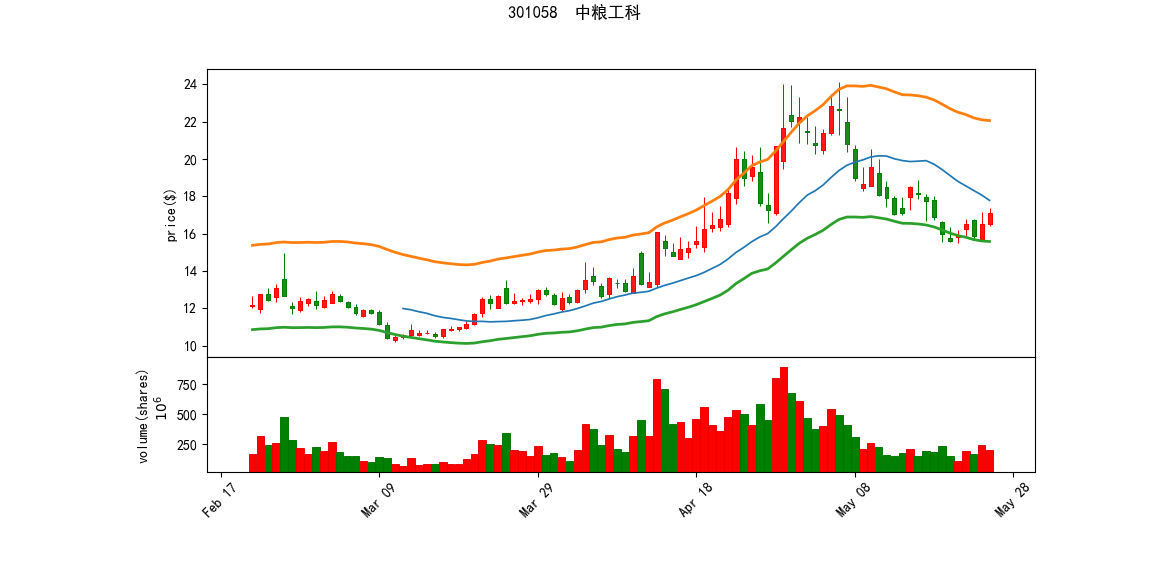 301058 中粮工科
price($)
24
22
20
18
16
14
12
10
volume(shares)
10^6
750
500
250
Feb 17
Mar 09
Mar 29
Apr 18
May 08
May 28